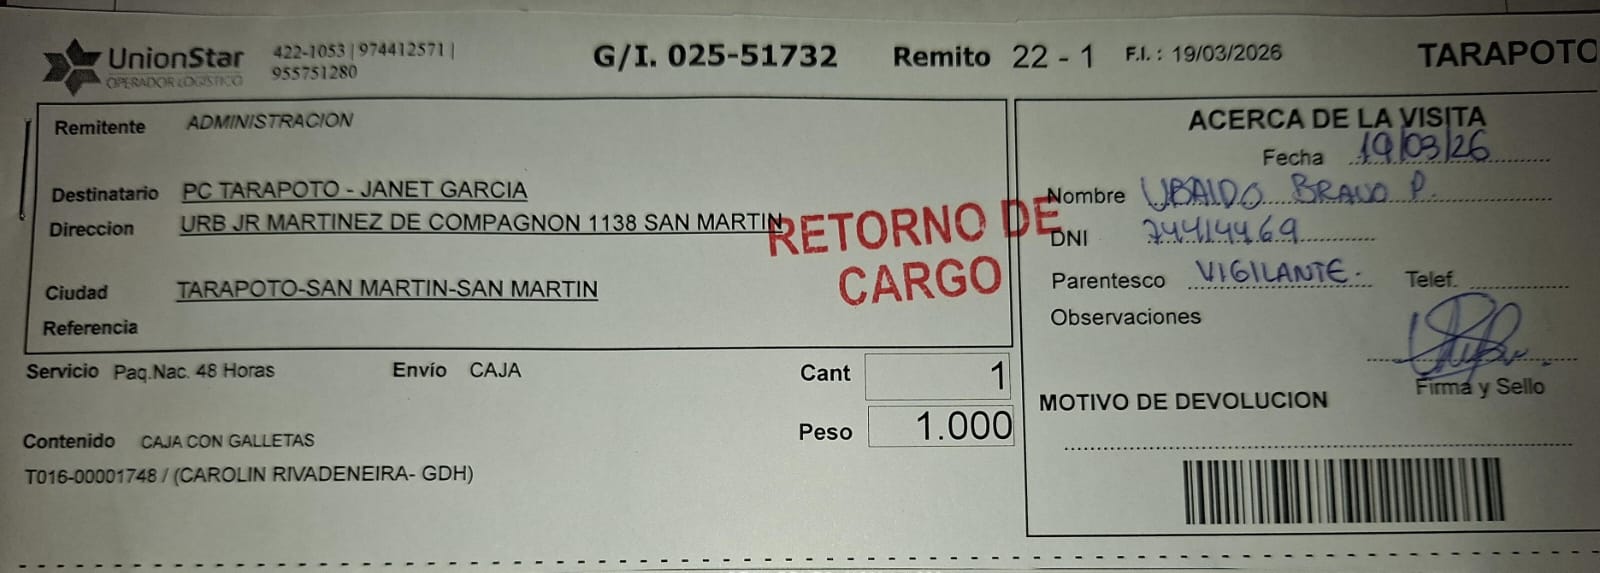 UnionStar
OPERADOR LOGISTICO
422-1053 | 974412571 |
955751280
G/I. 025-51732 Remito 22 - 1 F.I. : 19/03/2026 TARAPOTO
Remitente ADMINISTRACION
Destinatario PC TARAPOTO - JANET GARCIA
Direccion URB JR MARTINEZ DE COMPAGNON 1138 SAN MARTIN
Ciudad TARAPOTO-SAN MARTIN-SAN MARTIN
Referencia
RETORNO DE
CARGO
Servicio Paq.Nac. 48 Horas Envío CAJA Cant 1
Peso 1.000
Contenido CAJA CON GALLETAS
T016-00001748 / (CAROLIN RIVADENEIRA- GDH)
ACERCA DE LA VISITA
Fecha 19/03/26
Nombre UBALDO BRAVO P.
DNI 74414469
Parentesco VIGILANTE. Telef.
Observaciones
Firma y Sello
MOTIVO DE DEVOLUCION